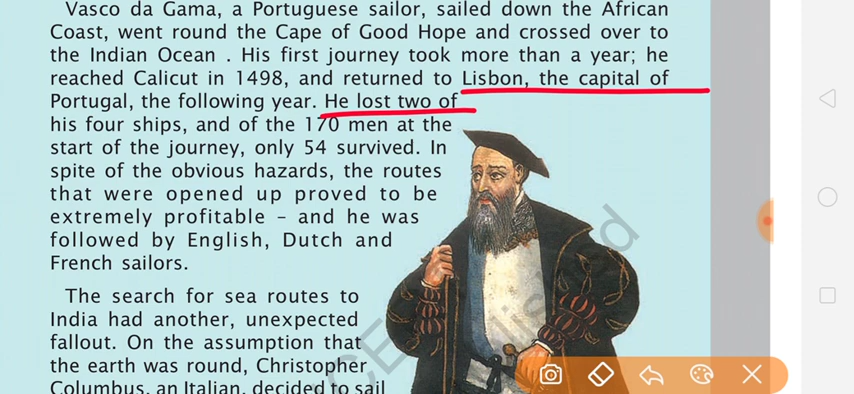 Vasco da Gama, a Portuguese sailor, sailed down the African
Coast, went round the Cape of Good Hope and crossed over to
the Indian Ocean . His first journey took more than a year; he
reached Calicut in 1498, and returned to Lisbon, the capital of
Portugal, the following year. He lost two of
his four ships, and of the 170 men at the
start of the journey, only 54 survived. In
spite of the obvious hazards, the routes
that were opened up proved to be
extremely profitable – and he was
followed by English, Dutch and
French sailors.
The search for sea routes to
India had another, unexpected
fallout. On the assumption that
the earth was round, Christopher
Columbus, an Italian, decided to sail